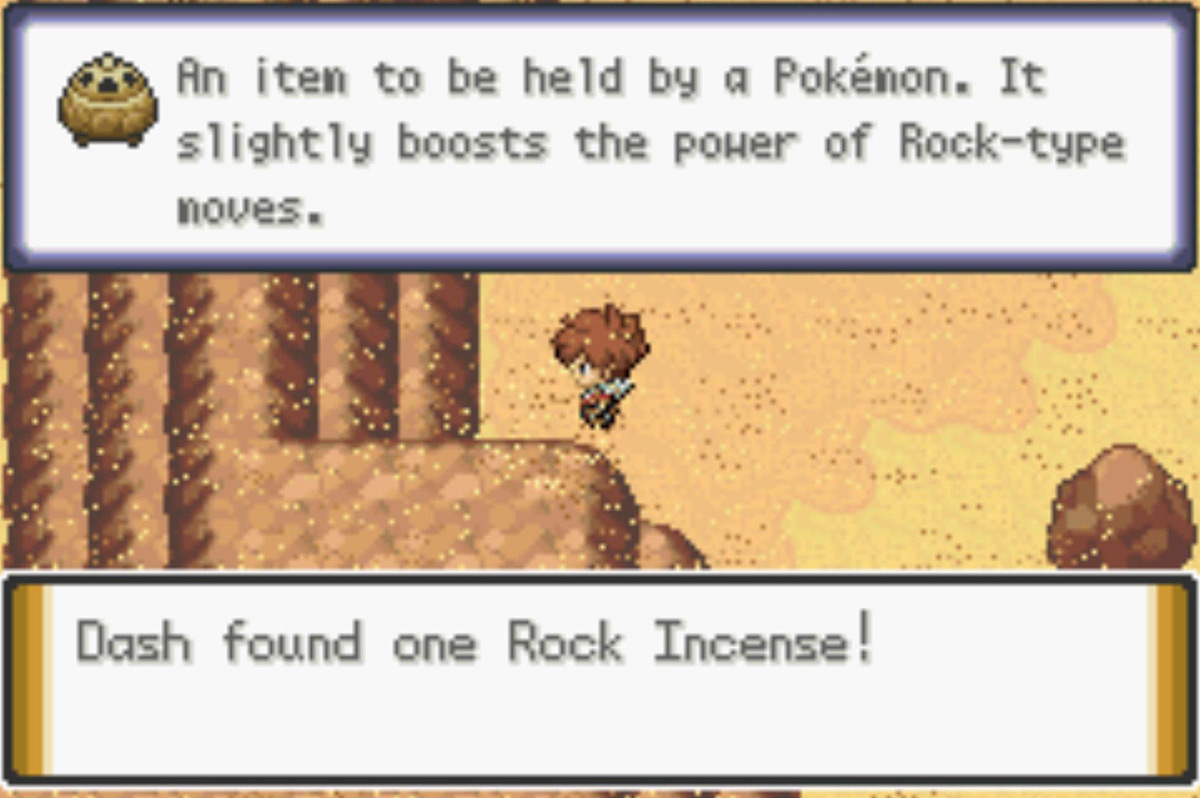 An item to be held by a Pokémon. It
slightly boosts the power of Rock-type
moves.
Dash found one Rock Incense!